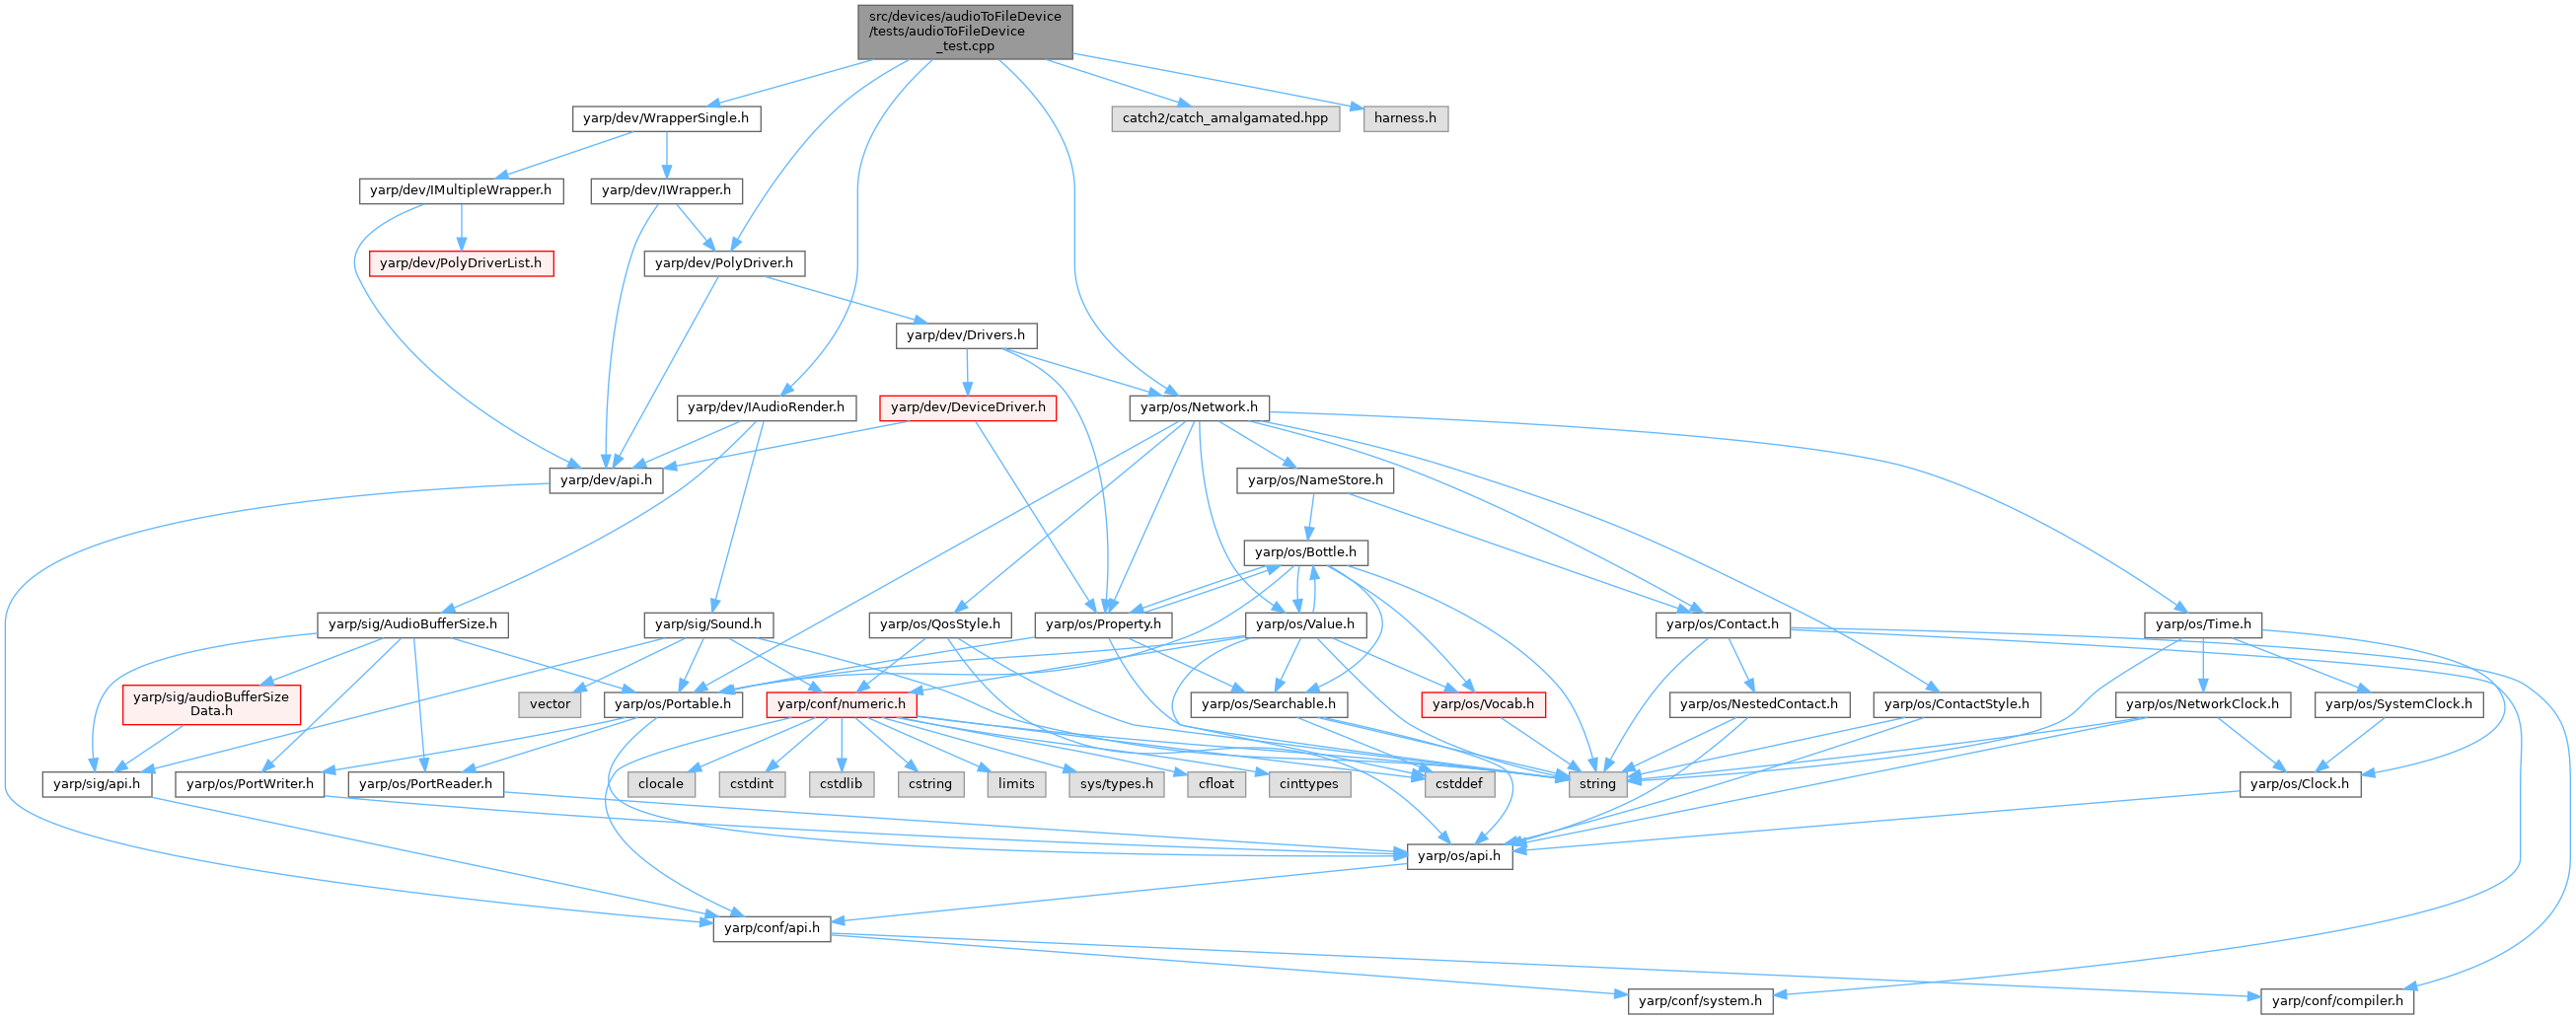 src/devices/audioToFileDevice
/tests/audioToFileDevice
_test.cpp
yarp/dev/WrapperSingle.h
catch2/catch_amalgamated.hpp
harness.h
yarp/dev/IMultipleWrapper.h
yarp/dev/IWrapper.h
yarp/dev/PolyDriverList.h
yarp/dev/PolyDriver.h
yarp/dev/Drivers.h
yarp/dev/IAudioRender.h
yarp/dev/DeviceDriver.h
yarp/os/Network.h
yarp/dev/api.h
yarp/os/NameStore.h
yarp/os/Bottle.h
yarp/sig/AudioBufferSize.h
yarp/sig/Sound.h
yarp/os/QosStyle.h
yarp/os/Property.h
yarp/os/Value.h
yarp/os/Contact.h
yarp/os/Time.h
yarp/sig/audioBufferSize
Data.h
vector
yarp/os/Portable.h
yarp/conf/numeric.h
yarp/os/Searchable.h
yarp/os/Vocab.h
yarp/os/NestedContact.h
yarp/os/ContactStyle.h
yarp/os/NetworkClock.h
yarp/os/SystemClock.h
yarp/sig/api.h
yarp/os/PortWriter.h
yarp/os/PortReader.h
clocale
cstdint
cstdlib
cstring
limits
sys/types.h
cfloat
cinttypes
cstddef
string
yarp/os/Clock.h
yarp/os/api.h
yarp/conf/api.h
yarp/conf/system.h
yarp/conf/compiler.h